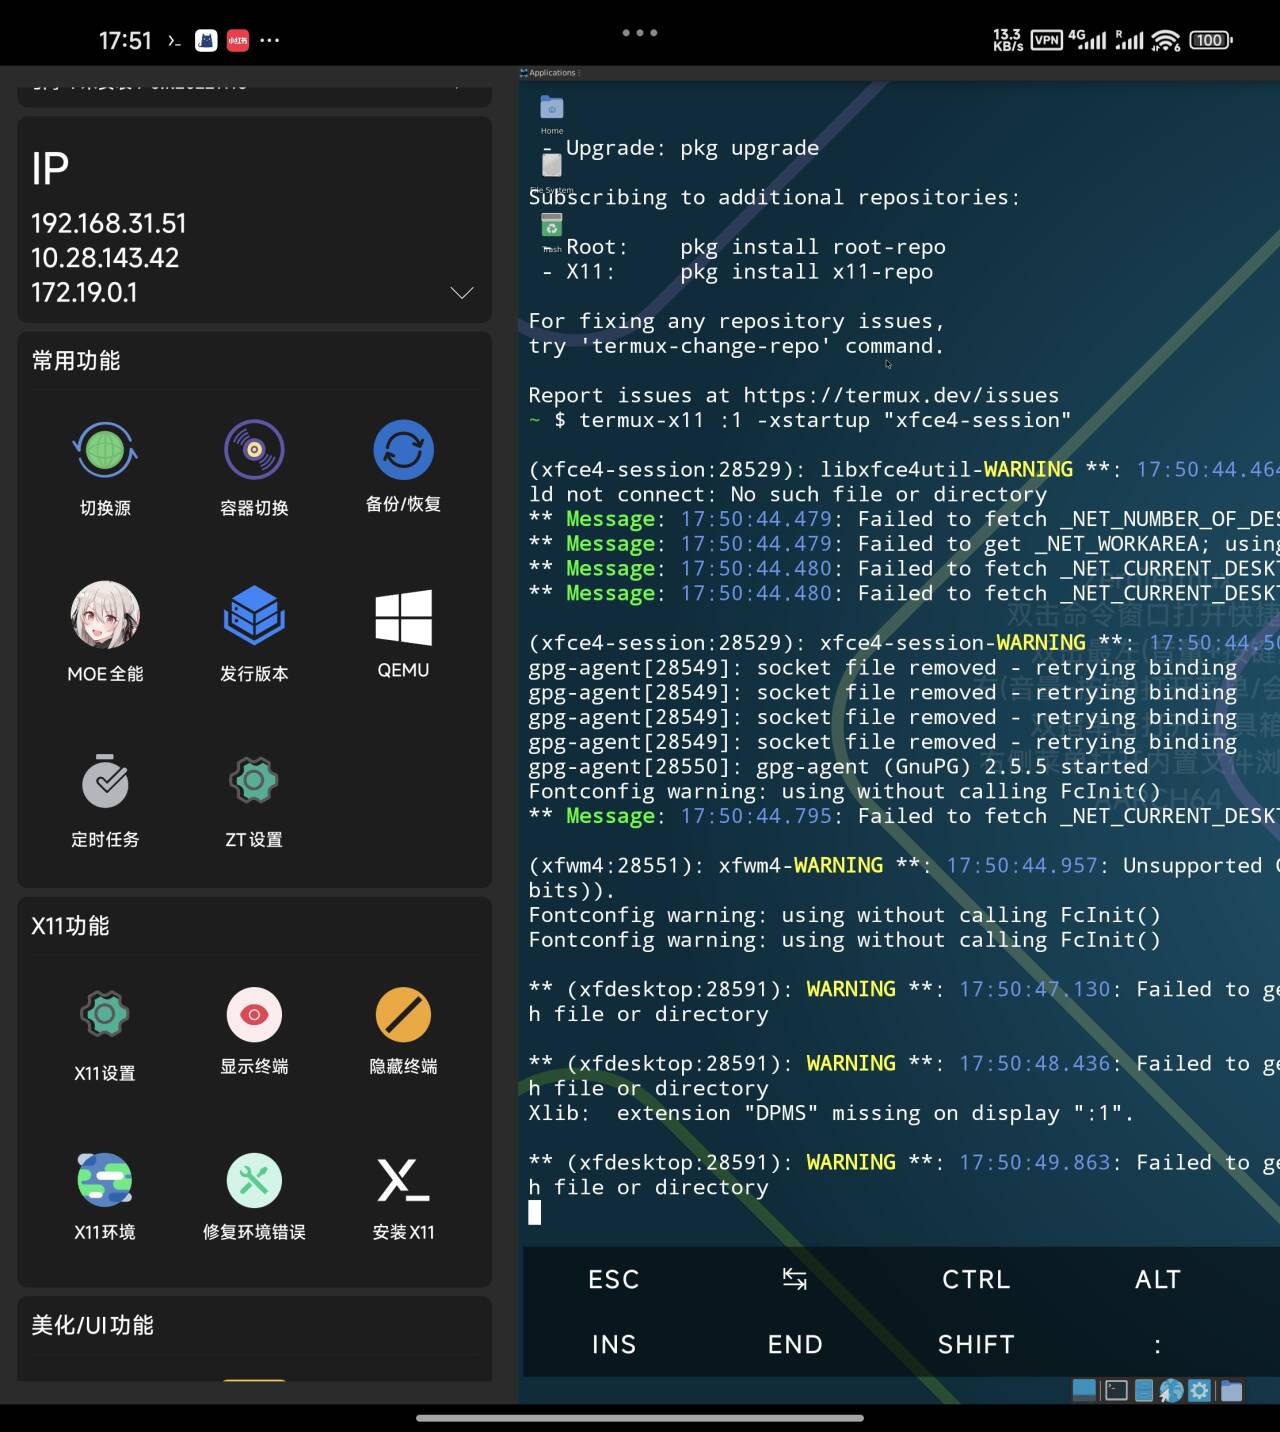 17:51
小红书
13.3
KB/s
VPN
4G
R
6
100
IP
192.168.31.51
10.28.143.42
172.19.0.1
常用功能
切换源
容器切换
备份/恢复
MOE全能
发行版本
QEMU
定时任务
ZT设置
X11功能
X11设置
显示终端
隐藏终端
X11环境
修复环境错误
安装X11
美化/UI功能
Applications
Home
File System
Trash
- Upgrade: pkg upgrade
Subscribing to additional repositories:
- Root:    pkg install root-repo
- X11:     pkg install x11-repo
For fixing any repository issues,
try 'termux-change-repo' command.
Report issues at https://termux.dev/issues
~ $ termux-x11 :1 -xstartup "xfce4-session"
(xfce4-session:28529): libxfce4util-WARNING **: 17:50:44.464
ld not connect: No such file or directory
** Message: 17:50:44.479: Failed to fetch _NET_NUMBER_OF_DES
** Message: 17:50:44.479: Failed to get _NET_WORKAREA; using
** Message: 17:50:44.480: Failed to fetch _NET_CURRENT_DESKT
** Message: 17:50:44.480: Failed to fetch _NET_CURRENT_DESKT
双击命令窗口打开快捷
(xfce4-session:28529): xfce4-session-WARNING **: 17:50:44.50
gpg-agent[28549]: socket file removed - retrying binding
gpg-agent[28549]: socket file removed - retrying binding
gpg-agent[28549]: socket file removed - retrying binding
gpg-agent[28549]: socket file removed - retrying binding
gpg-agent[28550]: gpg-agent (GnuPG) 2.5.5 started
Fontconfig warning: using without calling FcInit()
AARCH64
** Message: 17:50:44.795: Failed to fetch _NET_CURRENT_DESKT
(xfwm4:28551): xfwm4-WARNING **: 17:50:44.957: Unsupported
bits)).
Fontconfig warning: using without calling FcInit()
Fontconfig warning: using without calling FcInit()
** (xfdesktop:28591): WARNING **: 17:50:47.130: Failed to ge
h file or directory
** (xfdesktop:28591): WARNING **: 17:50:48.436: Failed to ge
h file or directory
Xlib:  extension "DPMS" missing on display ":1".
** (xfdesktop:28591): WARNING **: 17:50:49.863: Failed to ge
h file or directory
ESC
CTRL
ALT
INS
END
SHIFT
: